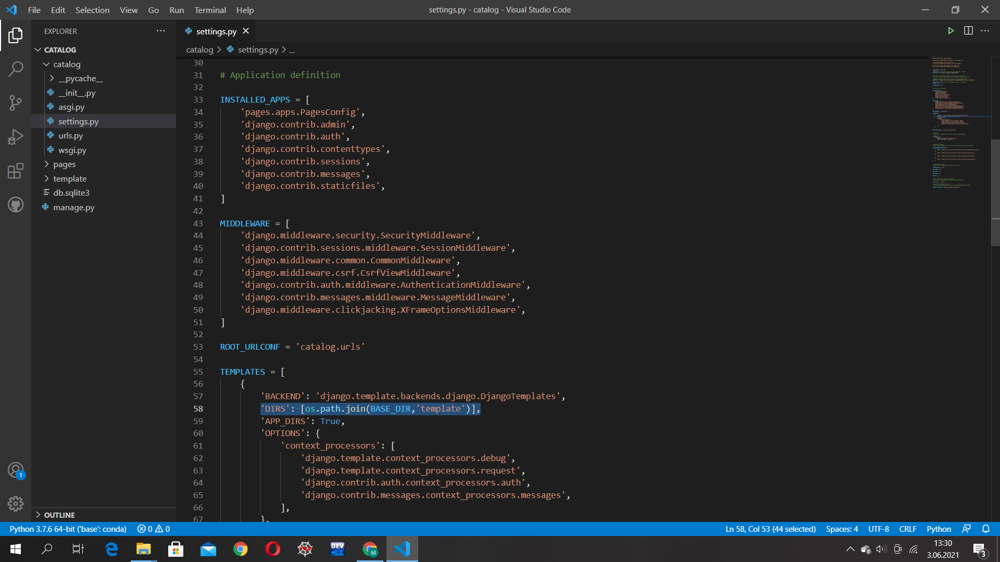 File Edit Selection View Go Run Terminal Help
settings.py - catalog - Visual Studio Code
EXPLORER
CATALOG
catalog
__pycache__
__init__.py
asgi.py
settings.py
urls.py
wsgi.py
pages
template
db.sqlite3
manage.py
OUTLINE
settings.py
catalog > settings.py > ...
30
31 # Application definition
32
33 INSTALLED_APPS = [
34 'pages.apps.PagesConfig',
35 'django.contrib.admin',
36 'django.contrib.auth',
37 'django.contrib.contenttypes',
38 'django.contrib.sessions',
39 'django.contrib.messages',
40 'django.contrib.staticfiles',
41 ]
42
43 MIDDLEWARE = [
44 'django.middleware.security.SecurityMiddleware',
45 'django.contrib.sessions.middleware.SessionMiddleware',
46 'django.middleware.common.CommonMiddleware',
47 'django.middleware.csrf.CsrfViewMiddleware',
48 'django.contrib.auth.middleware.AuthenticationMiddleware',
49 'django.contrib.messages.middleware.MessageMiddleware',
50 'django.middleware.clickjacking.XFrameOptionsMiddleware',
51 ]
52
53 ROOT_URLCONF = 'catalog.urls'
54
55 TEMPLATES = [
56 {
57 'BACKEND': 'django.template.backends.django.DjangoTemplates',
58 'DIRS': [os.path.join(BASE_DIR,'template')],
59 'APP_DIRS': True,
60 'OPTIONS': {
61 'context_processors': [
62 'django.template.context_processors.debug',
63 'django.template.context_processors.request',
64 'django.contrib.auth.context_processors.auth',
65 'django.contrib.messages.context_processors.messages',
66 ],
67 },
1
Python 3.7.6 64-bit ('base': conda) 0 0
Ln 58, Col 53 (44 selected) Spaces: 4 UTF-8 CRLF Python
DEV
C++
M
13:30
3.06.2021
3